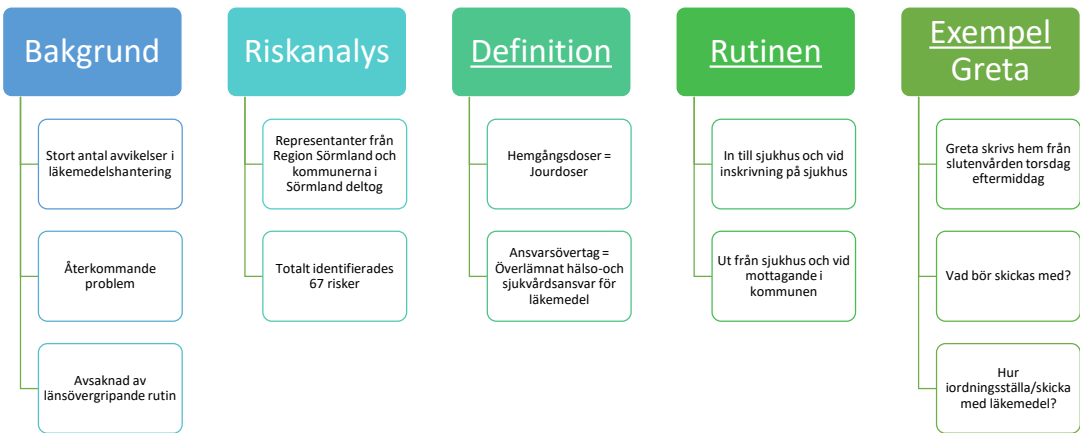 Bakgrund
Stort antal avvikelser i
läkemedelshantering
Återkommande
problem
Avsaknad av
länsövergripande rutin
Riskanalys
Representanter från
Region Sörmland och
kommunerna i
Sörmland deltog
Totalt identifierades
67 risker
Definition
Hemgångsdoser =
Jourdoser
Ansvarsövertag =
Överlämnat hälso-och
sjukvårdsansvar för
läkemedel
Rutinen
In till sjukhus och vid
inskrivning på sjukhus
Ut från sjukhus och vid
mottagande i
kommunen
Exempel
Greta
Greta skrivs hem från
slutenvården torsdag
eftermiddag
Vad bör skickas med?
Hur
iordningsställa/skicka
med läkemedel?